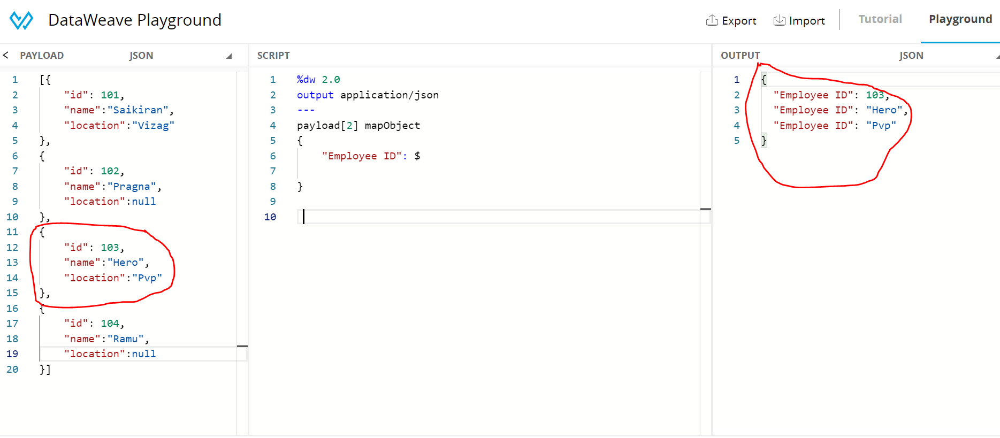 DataWeave Playground
Export Import Tutorial Playground
< PAYLOAD JSON
1 [{
2 "id": 101,
3 "name":"Saikiran",
4 "location":"Vizag"
5 },
6 {
7 "id": 102,
8 "name":"Pragna",
9 "location":null
10 },
11 {
12 "id": 103,
13 "name":"Hero",
14 "location":"Pvp"
15 },
16 {
17 "id": 104,
18 "name":"Ramu",
19 "location":null
20 }]
SCRIPT
1 %dw 2.0
2 output application/json
3 ---
4 payload[2] mapObject
5 {
6 "Employee ID": $
7
8 }
9
10
OUTPUT JSON
1 {
2 "Employee ID": 103,
3 "Employee ID": "Hero",
4 "Employee ID": "Pvp"
5 }